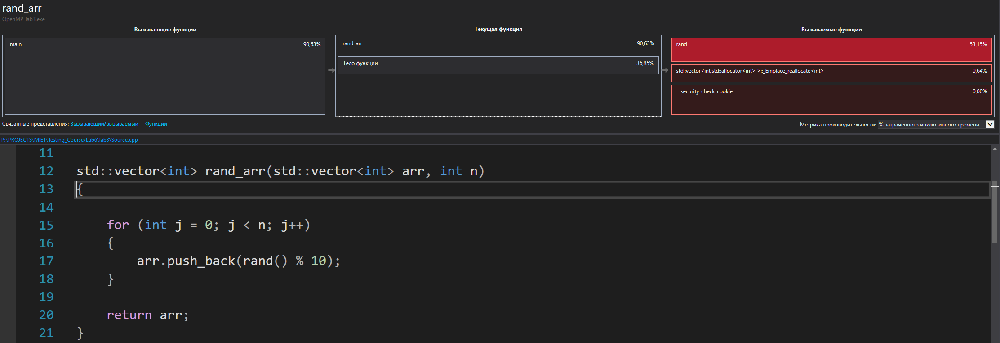 rand_arr
OpenMP_lab3.exe
Вызывающие функции
Текущая функция
Вызываемые функции
main 90,63%
rand_arr 90,63%
Тело функции 36,85%
rand 53,15%
std::vector<int,std::allocator<int> >::_Emplace_reallocate<int> 0,64%
__security_check_cookie 0,00%
Связанные представления: Вызывающий/вызываемый Функции
Метрика производительности: % затраченного инклюзивного времени
P:\PROJECTS\MIET\Testing_Course\Lab6\lab3\Source.cpp
11
12 std::vector<int> rand_arr(std::vector<int> arr, int n)
13 {
14
15 for (int j = 0; j < n; j++)
16 {
17 arr.push_back(rand() % 10);
18 }
19
20 return arr;
21 }